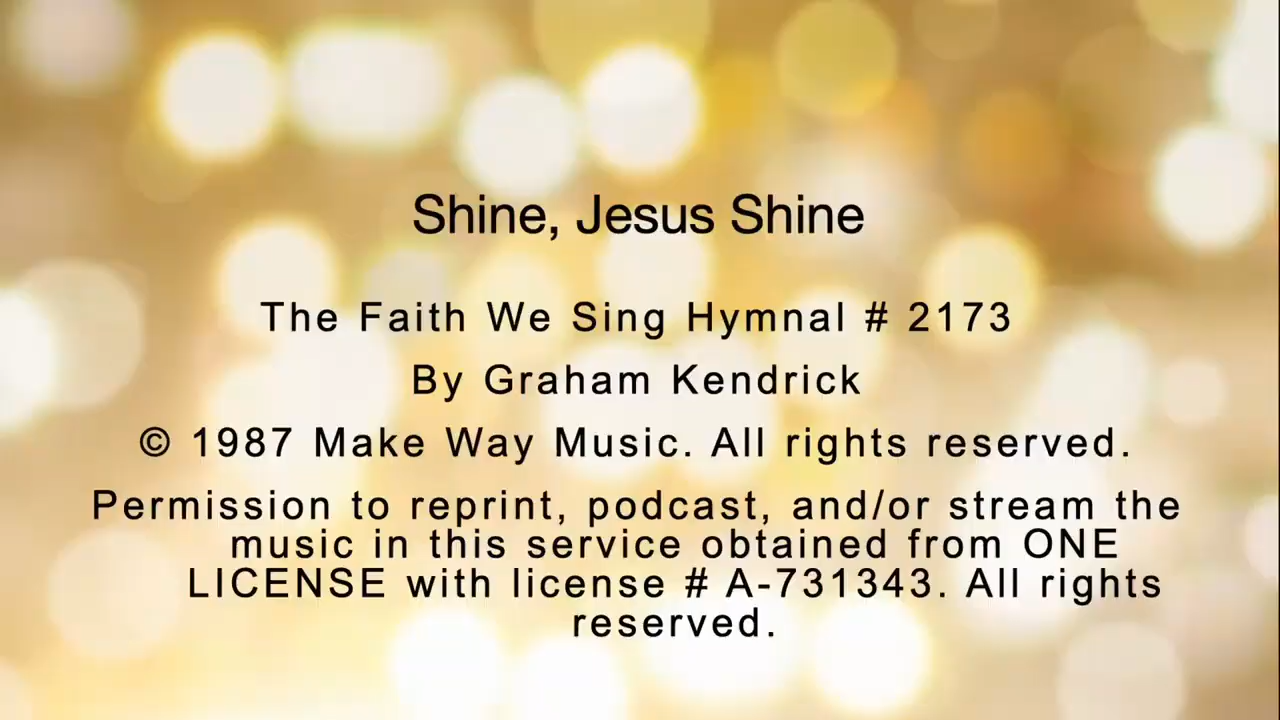 Shine, Jesus Shine
The Faith We Sing Hymnal # 2173
By Graham Kendrick
© 1987 Make Way Music. All rights reserved.
Permission to reprint, podcast, and/or stream the
music in this service obtained from ONE
LICENSE with license # A-731343. All rights
reserved.